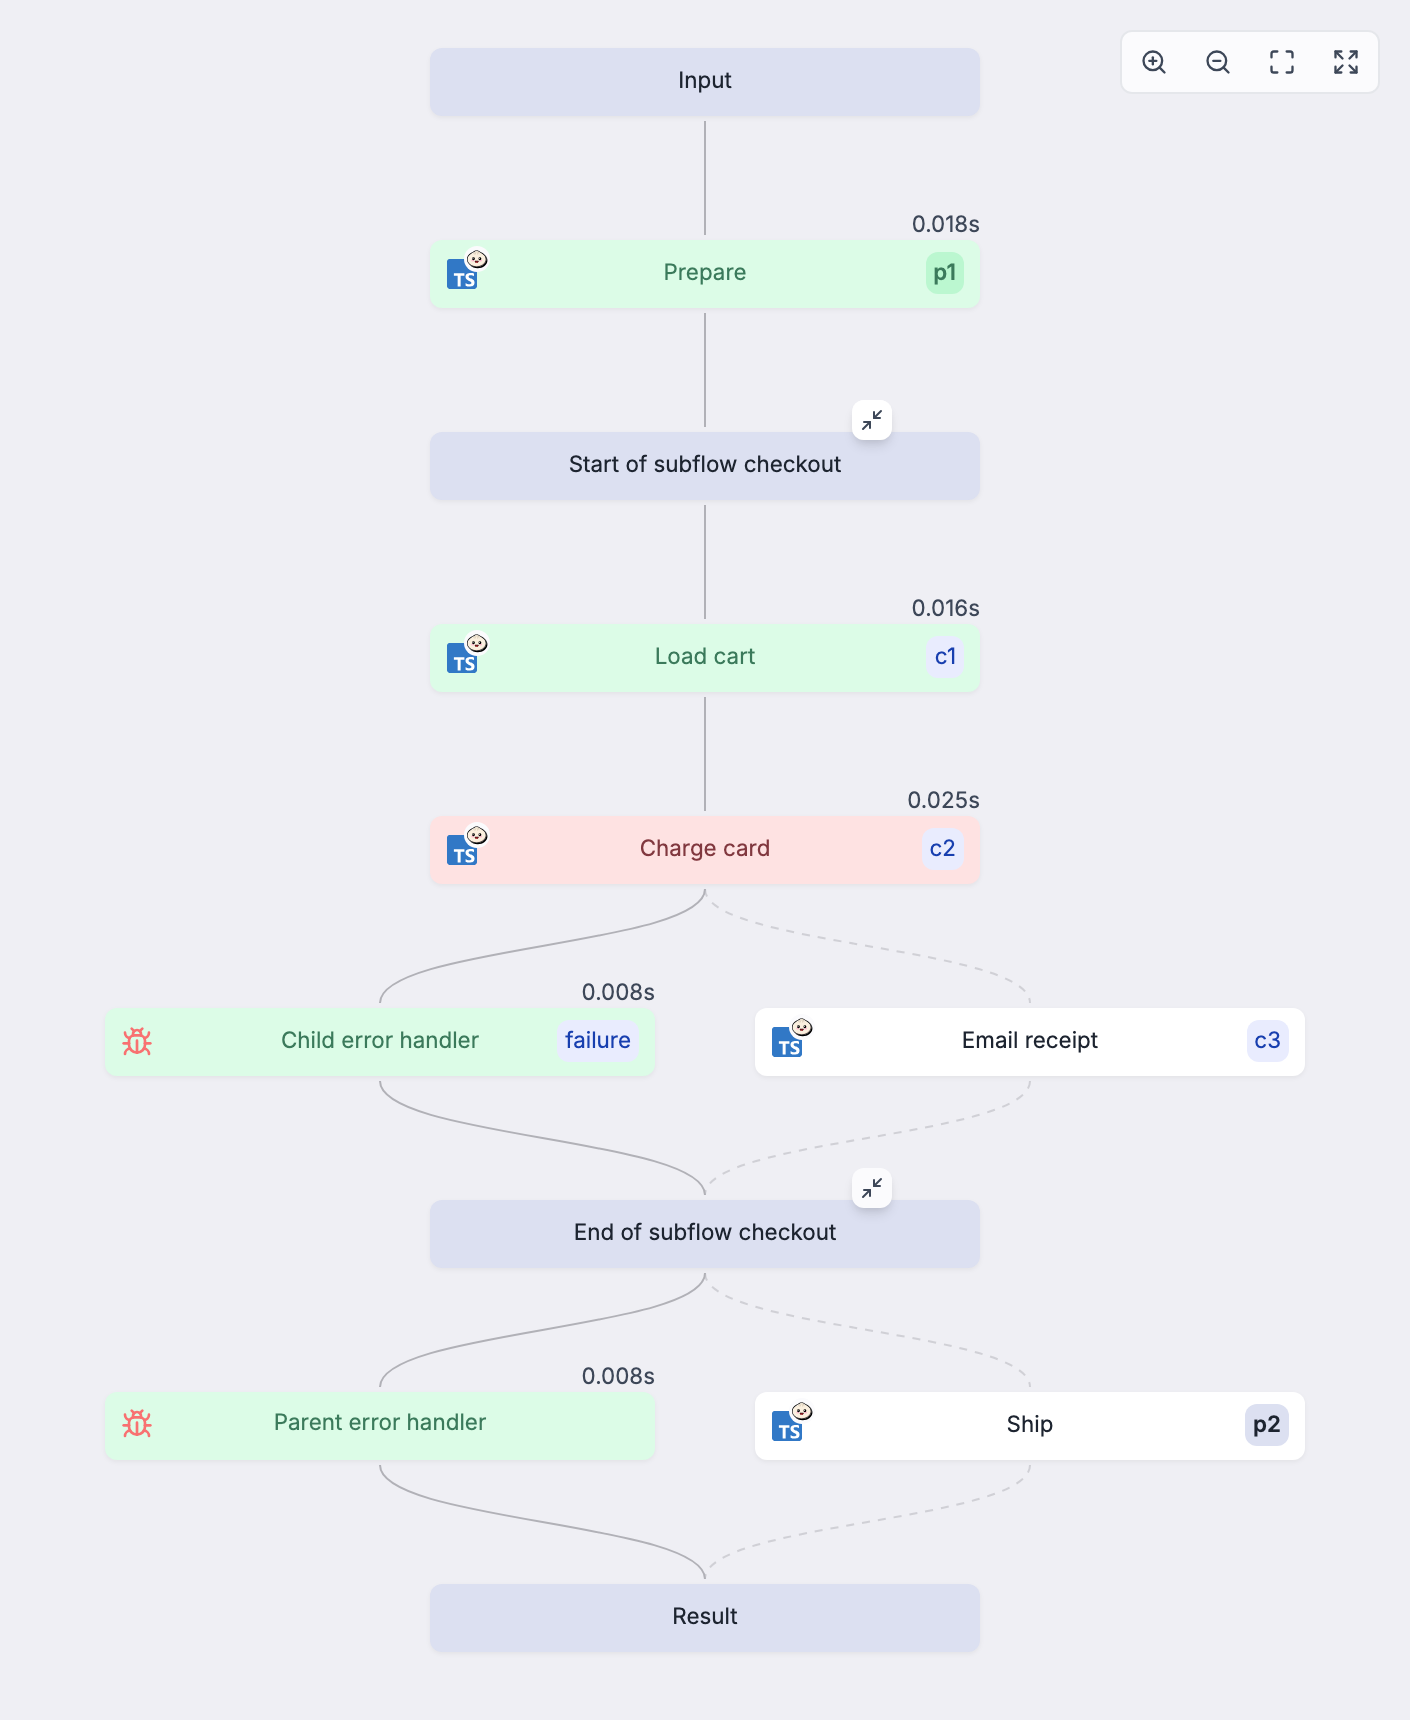 Input
0.018s
TS
Prepare
p1
Start of subflow checkout
0.016s
TS
Load cart
c1
0.025s
TS
Charge card
c2
0.008s
Child error handler
failure
TS
Email receipt
c3
End of subflow checkout
0.008s
Parent error handler
TS
Ship
p2
Result